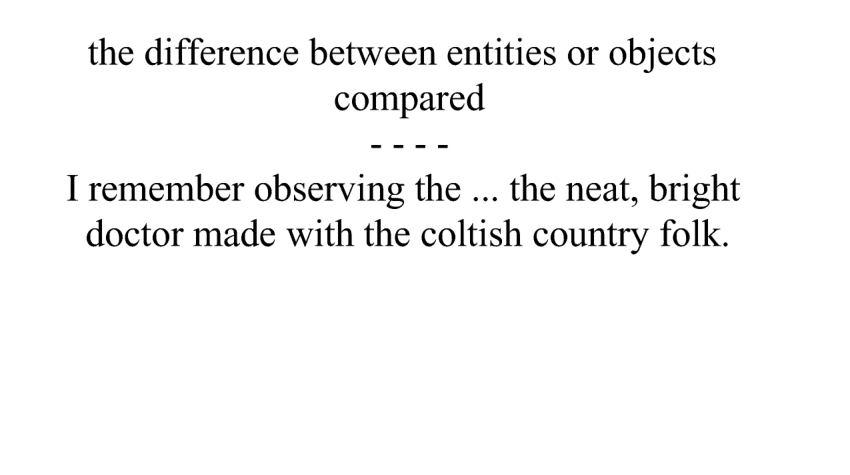 the difference between entities or objects
compared
- - - -
I remember observing the ... the neat, bright
doctor made with the coltish country folk.